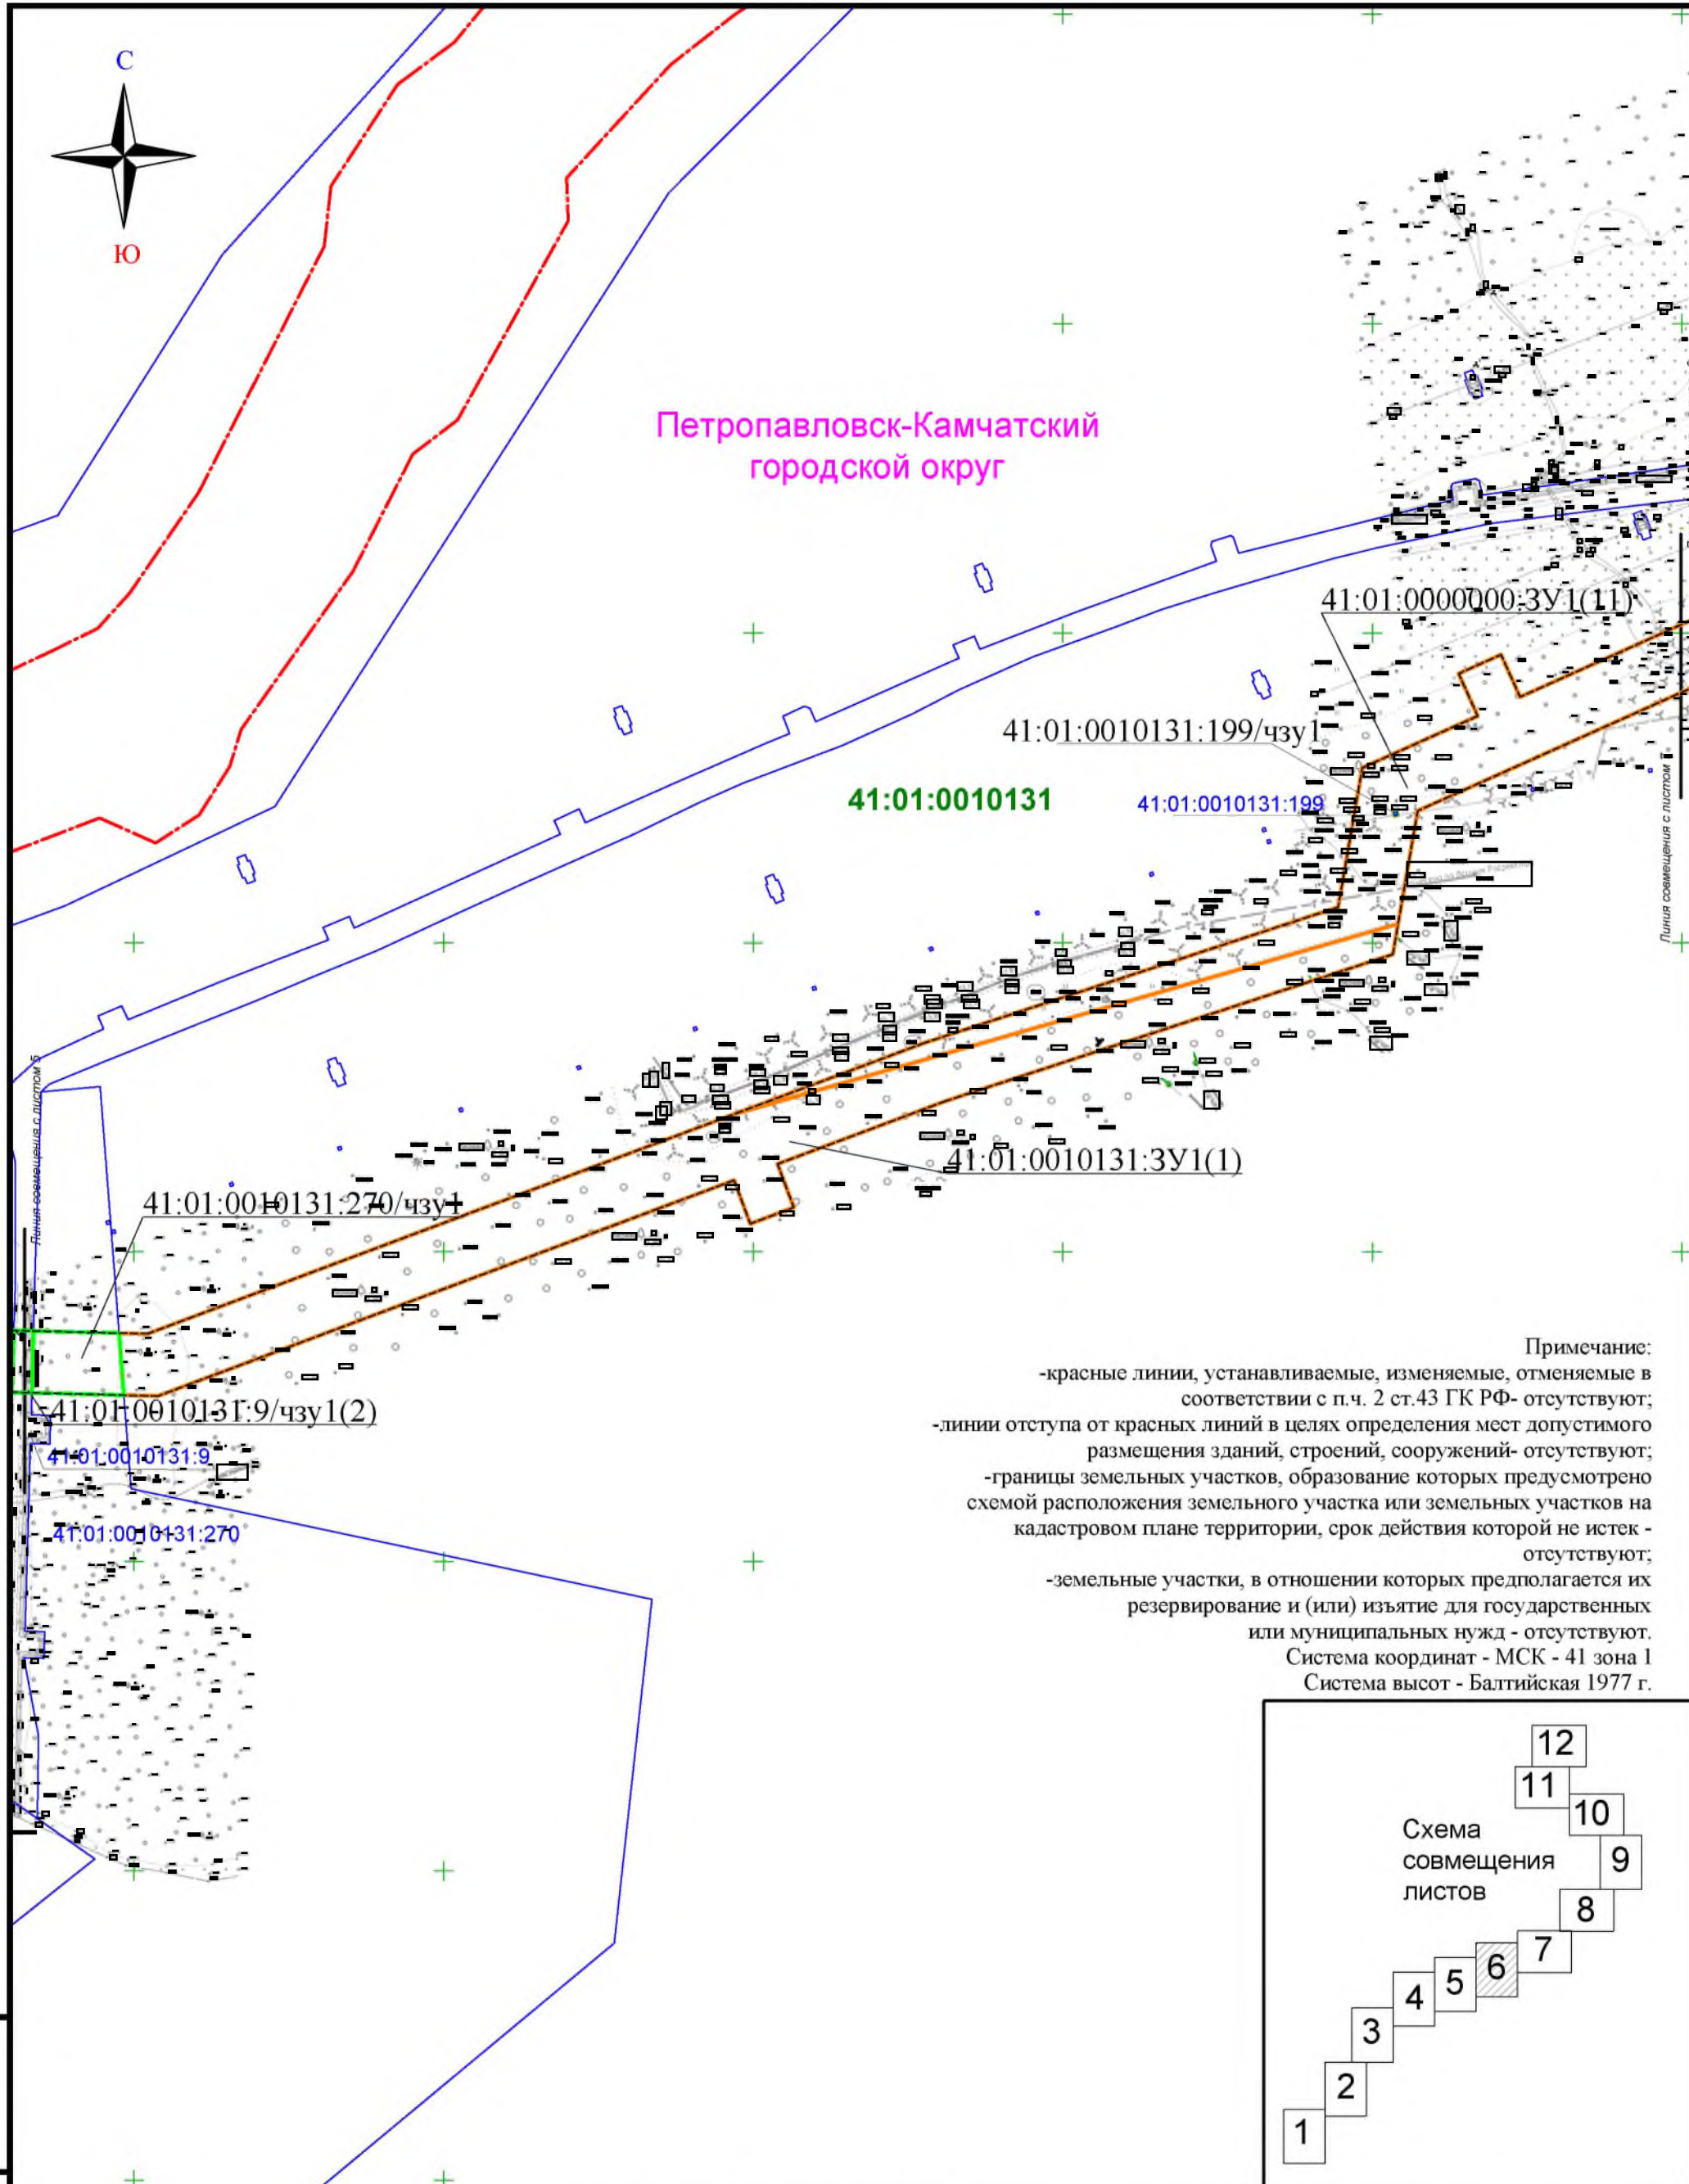 С
Ю
Петропавловск-Камчатский
городской округ
41:01:0000000:ЗУ1(11)
41:01:0010131:199/чзу1
41:01:0010131
41:01:0010131:199
Линия совмещения с листом
41:01:0010131:ЗУ1(1)
Линия совмещения с листом 5
41:01:0010131:270/чзу1
41:01:0010131:9/чзу1(2)
41:01:0010131:9
41:01:0010131:270
Примечание:
-красные линии, устанавливаемые, изменяемые, отменяемые в
соответствии с п.ч. 2 ст.43 ГК РФ- отсутствуют;
-линии отступа от красных линий в целях определения мест допустимого
размещения зданий, строений, сооружений- отсутствуют;
-границы земельных участков, образование которых предусмотрено
схемой расположения земельного участка или земельных участков на
кадастровом плане территории, срок действия которой не истек -
отсутствуют;
-земельные участки, в отношении которых предполагается их
резервирование и (или) изъятие для государственных
или муниципальных нужд - отсутствуют.
Система координат - МСК - 41 зона 1
Система высот - Балтийская 1977 г.
12
11
10
Схема
совмещения
листов
9
8
7
6
5
4
3
2
1